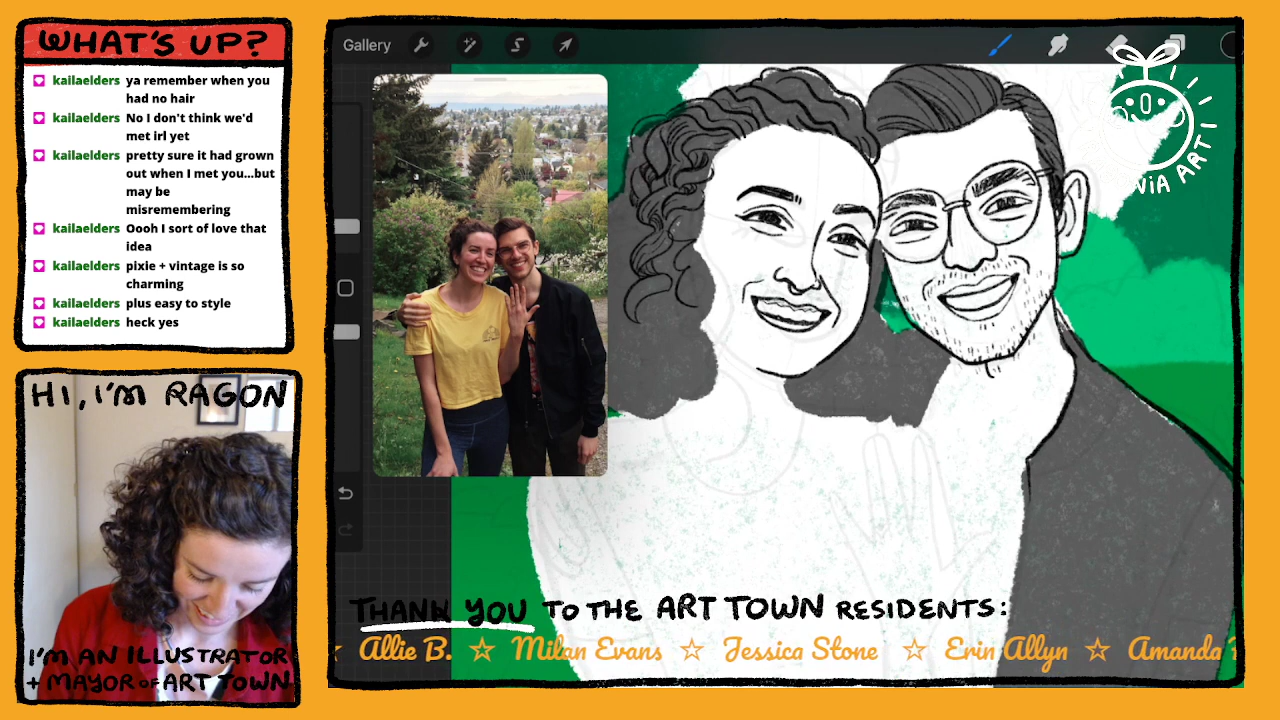 WHAT'S UP?
kailaelders ya remember when you
had no hair
kailaelders No I don't think we'd
met irl yet
kailaelders pretty sure it had grown
out when I met you...but
may be
misremembering
kailaelders Oooh I sort of love that
idea
kailaelders pixie + vintage is so
charming
kailaelders plus easy to style
kailaelders heck yes
HI, I'M RAGON
I'M AN ILLUSTRATOR
+ MAYOR OF ART TOWN
Gallery
ART!
THANK YOU TO THE ART TOWN RESIDENTS:
☆ Allie B. ☆ Milan Evans ☆ Jessica Stone ☆ Erin Allyn ☆ Amanda